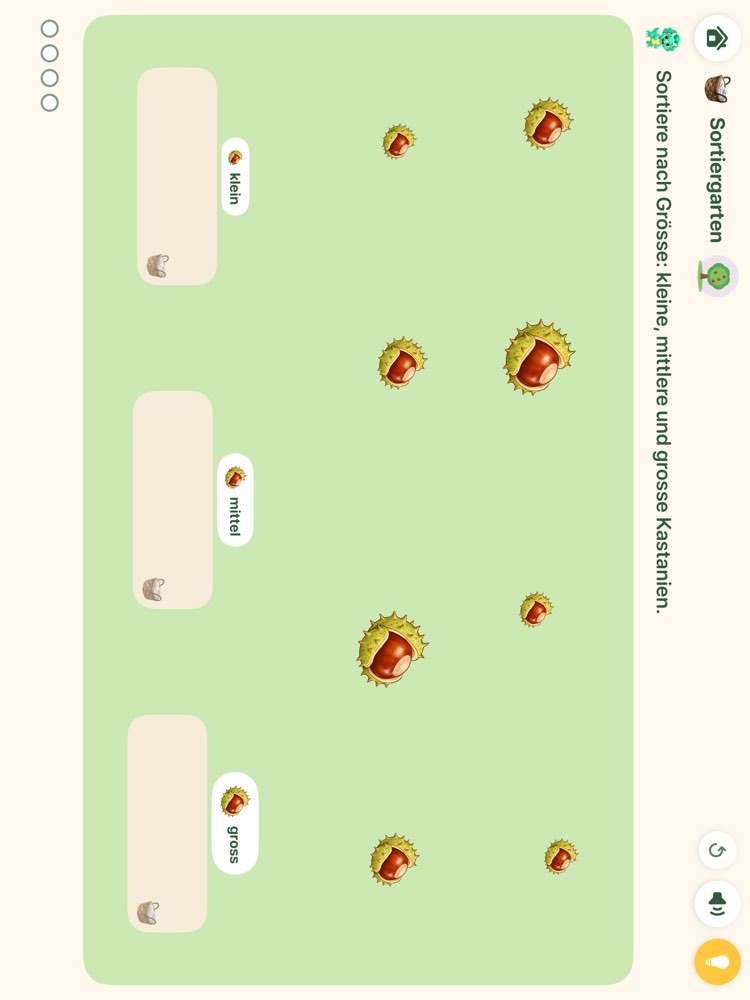 Sortiergarten
Sortiere nach Grösse: kleine, mittlere und grosse Kastanien.
klein
mittel
gross